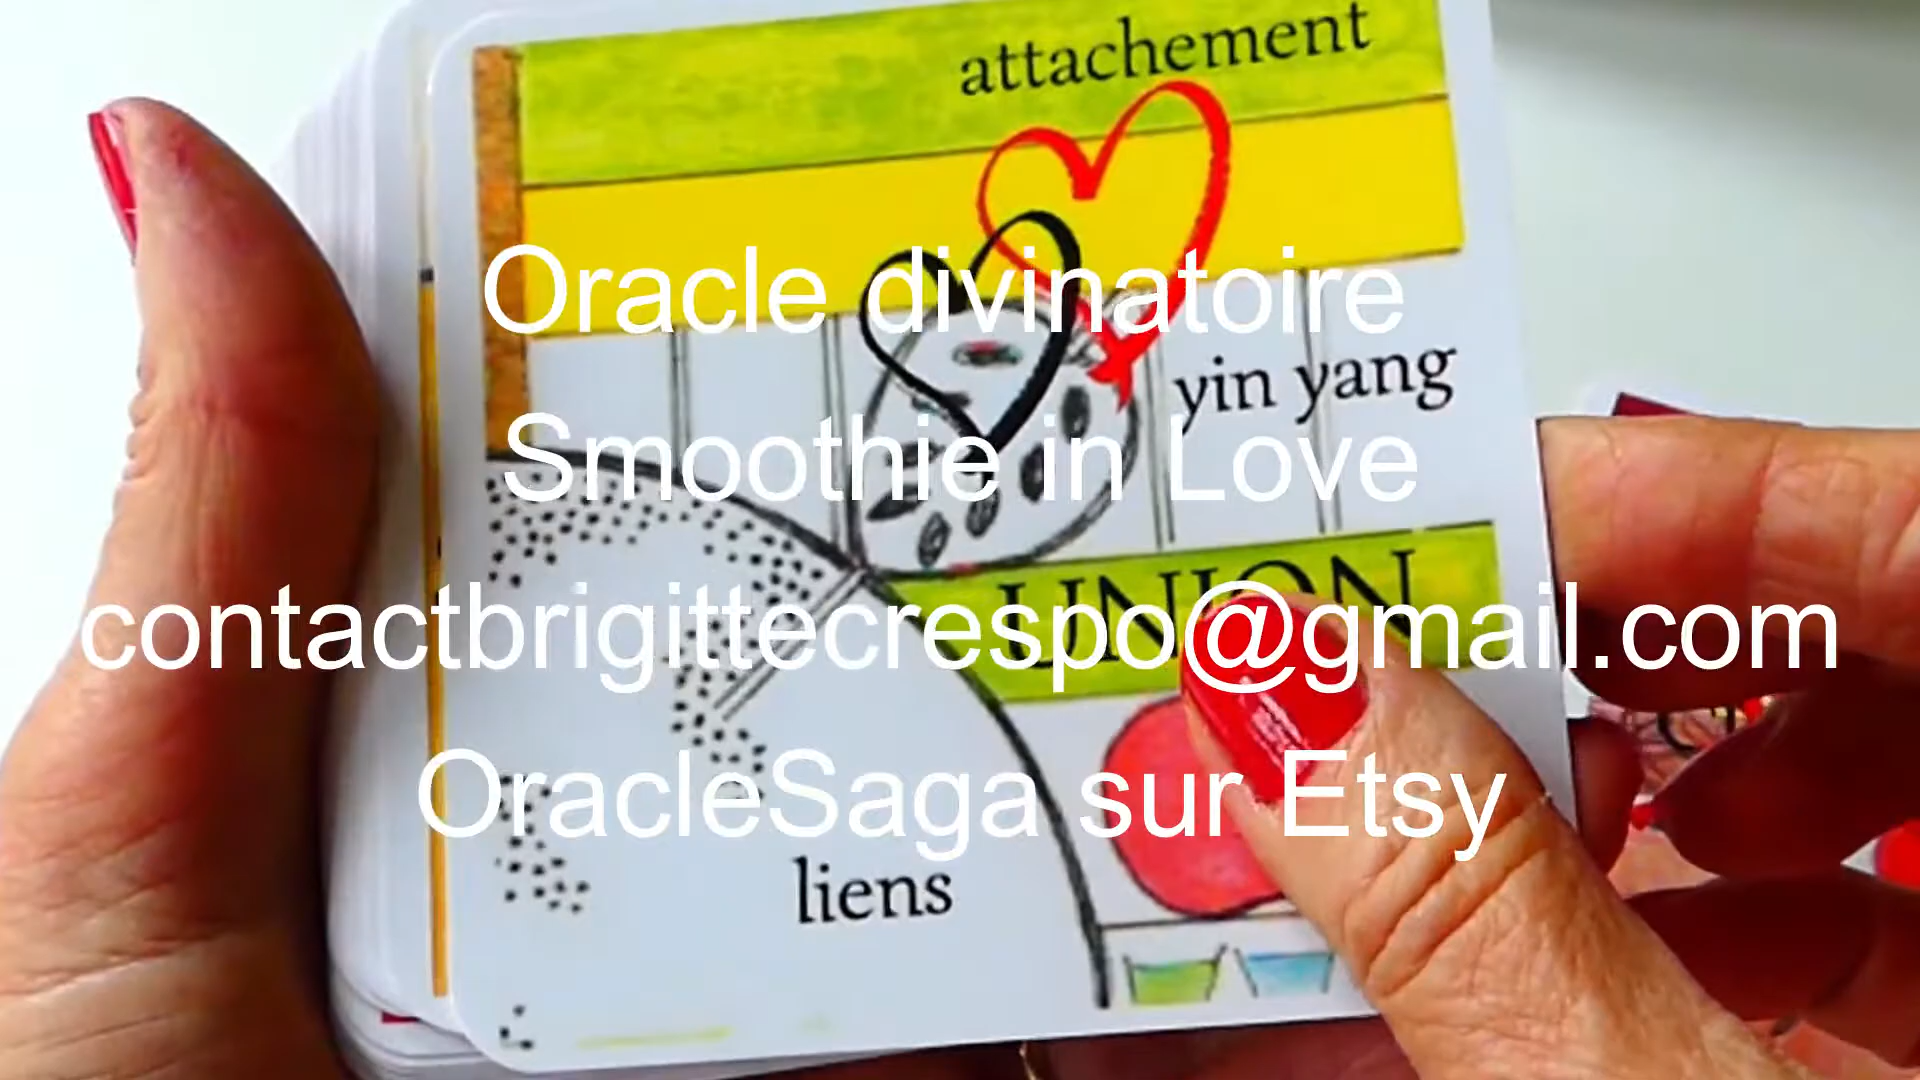 attachement
Oracle divinatoire
yin yang
Smoothie in Love
UNION
contactbrigittecrespo@gmail.com
OracleSaga sur Etsy
liens